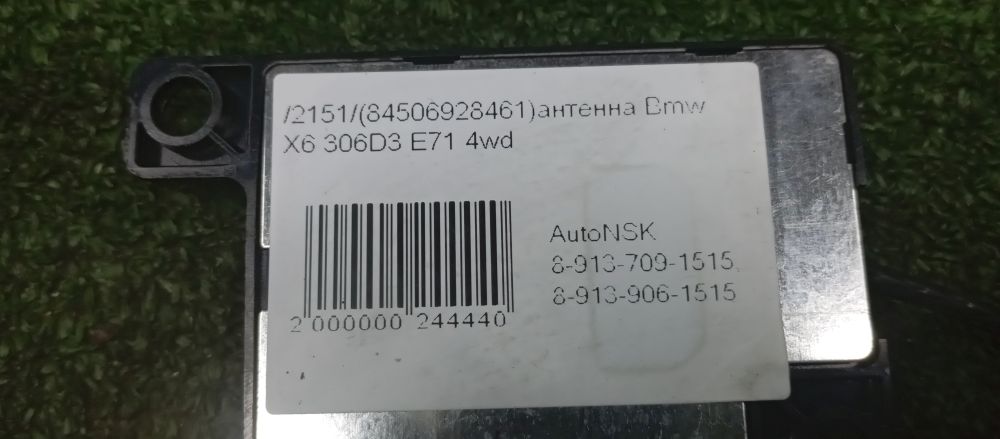 /2151/(84506928461)антенна Bmw
X6 306D3 E71 4wd
AutoNSK
8-913-709-1515,
8-913-906-1515
2 000000 244440